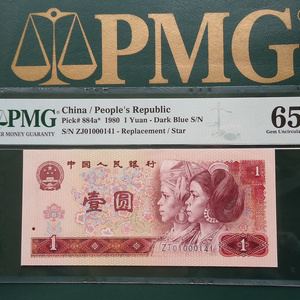 PMG
PMG
PAPER MONEY GUARANTY
China / People's Republic
Pick# 884a* 1980 1 Yuan - Dark Blue S/N
S/N ZJ01000141 - Replacement / Star
65
Gem Uncirculated
中国人民银行
1
壹圆
1
ZJ01000141